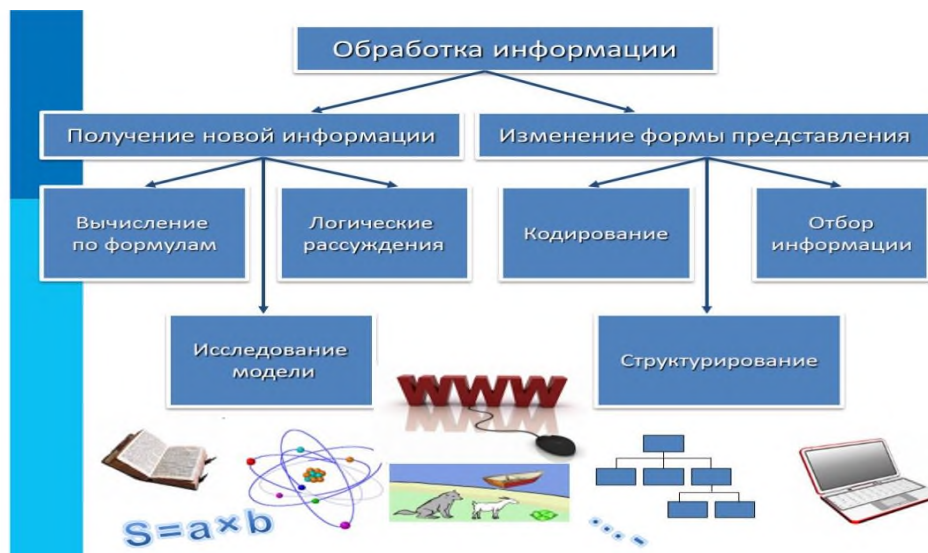 Обработка информации
Получение новой информации
Изменение формы представления
Вычисление
по формулам
Логические
рассуждения
Кодирование
Отбор
информации
Исследование
модели
Структурирование
www
S=a×b
....-